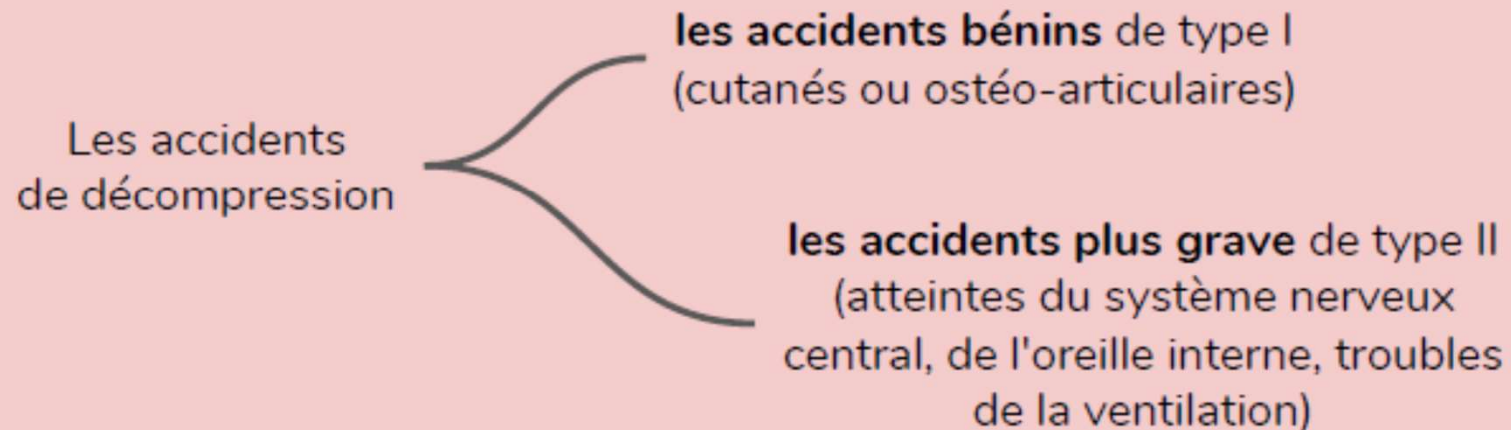 Les accidents
de décompression
les accidents bénins de type I
(cutanés ou ostéo-articulaires)
les accidents plus grave de type II
(atteintes du système nerveux
central, de l'oreille interne, troubles
de la ventilation)